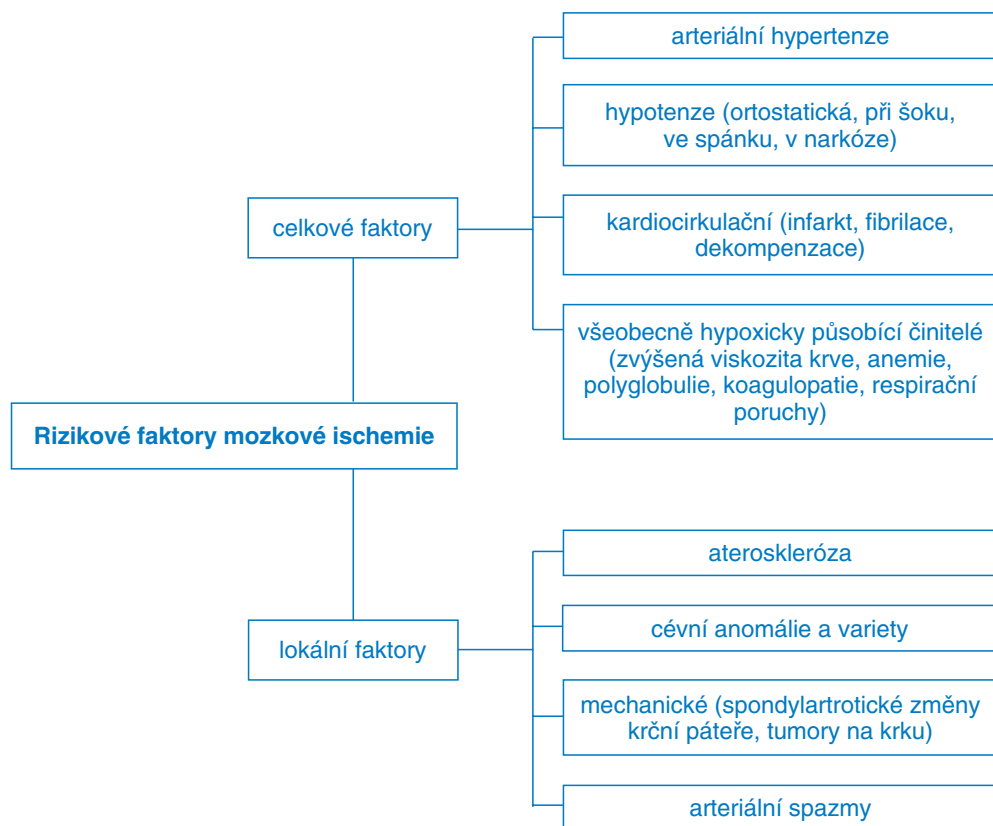 arteriální hypertenze
hypotenze (ortostatická, při šoku,
ve spánku, v narkóze)
celkové faktory
kardiocirkulační (infarkt, fibrilace,
dekompenzace)
všeobecně hypoxicky působící činitelé
(zvýšená viskozita krve, anemie,
polyglobulie, koagulopatie, respirační
poruchy)
Rizikové faktory mozkové ischemie
ateroskleróza
cévní anomálie a variety
lokální faktory
mechanické (spondylartrotické změny
krční páteře, tumory na krku)
arteriální spazmy